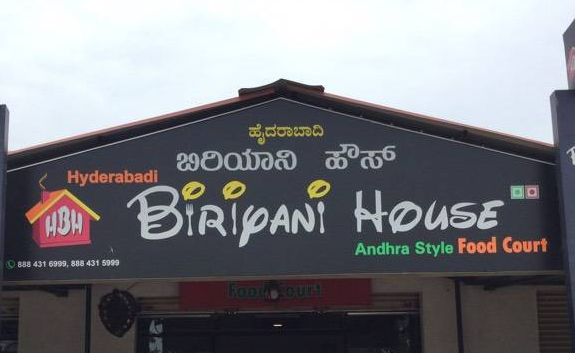 ಹೈದರಾಬಾದಿ
ಬಿರಿಯಾನಿ ಹೌಸ್
Hyderabadi
HBH
BIRIYANI HOUSE
Andhra Style Food Court
888 431 6999, 888 431 5999
Food Court